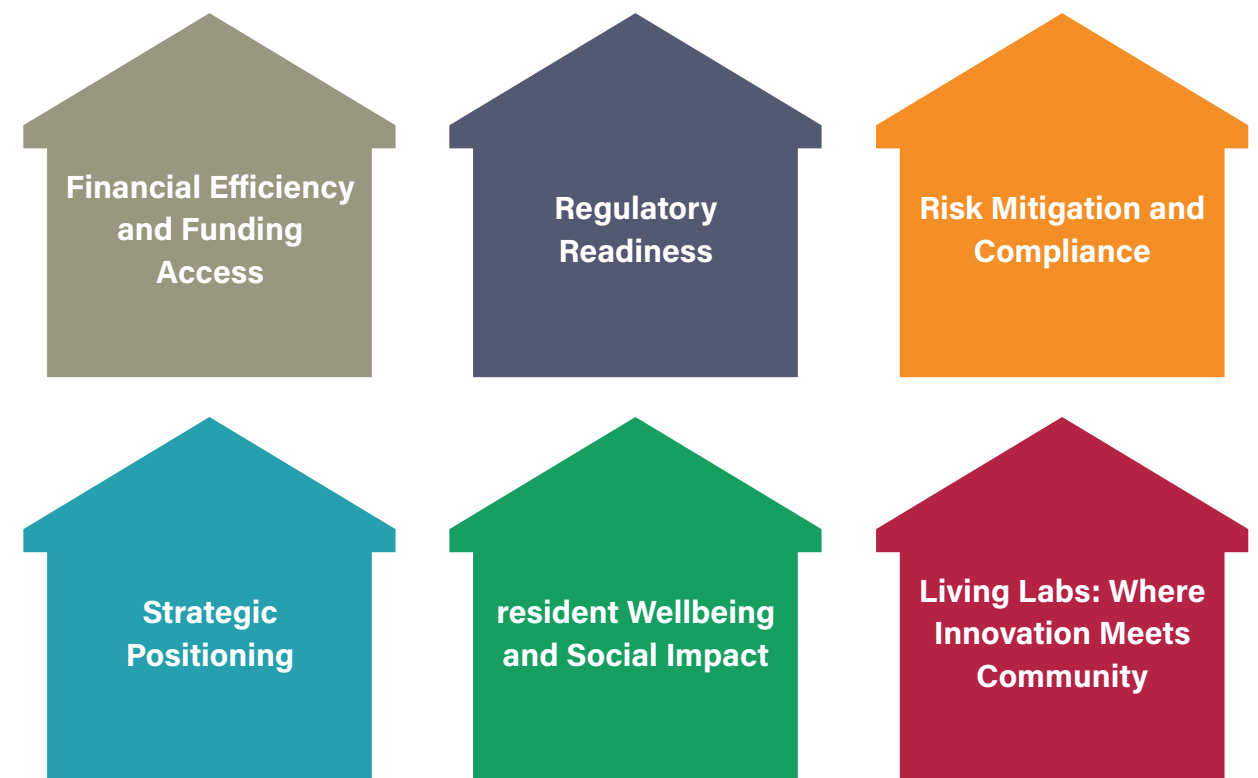 Financial Efficiency
and Funding
Access
Regulatory
Readiness
Risk Mitigation and
Compliance
Strategic
Positioning
resident Wellbeing
and Social Impact
Living Labs: Where
Innovation Meets
Community